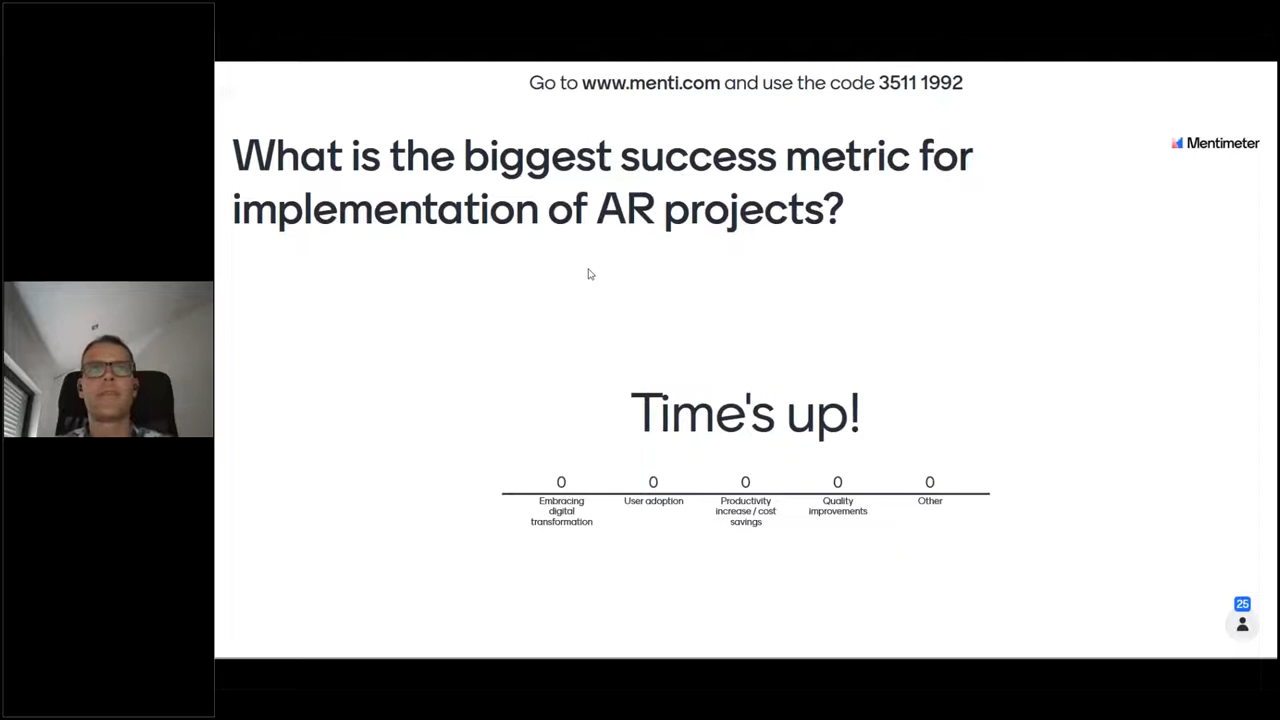 Go to www.menti.com and use the code 3511 1992
What is the biggest success metric for
implementation of AR projects?
Mentimeter
Time's up!
0 0 0 0 0
Embracing digital transformation
User adoption
Productivity increase / cost savings
Quality improvements
Other
25